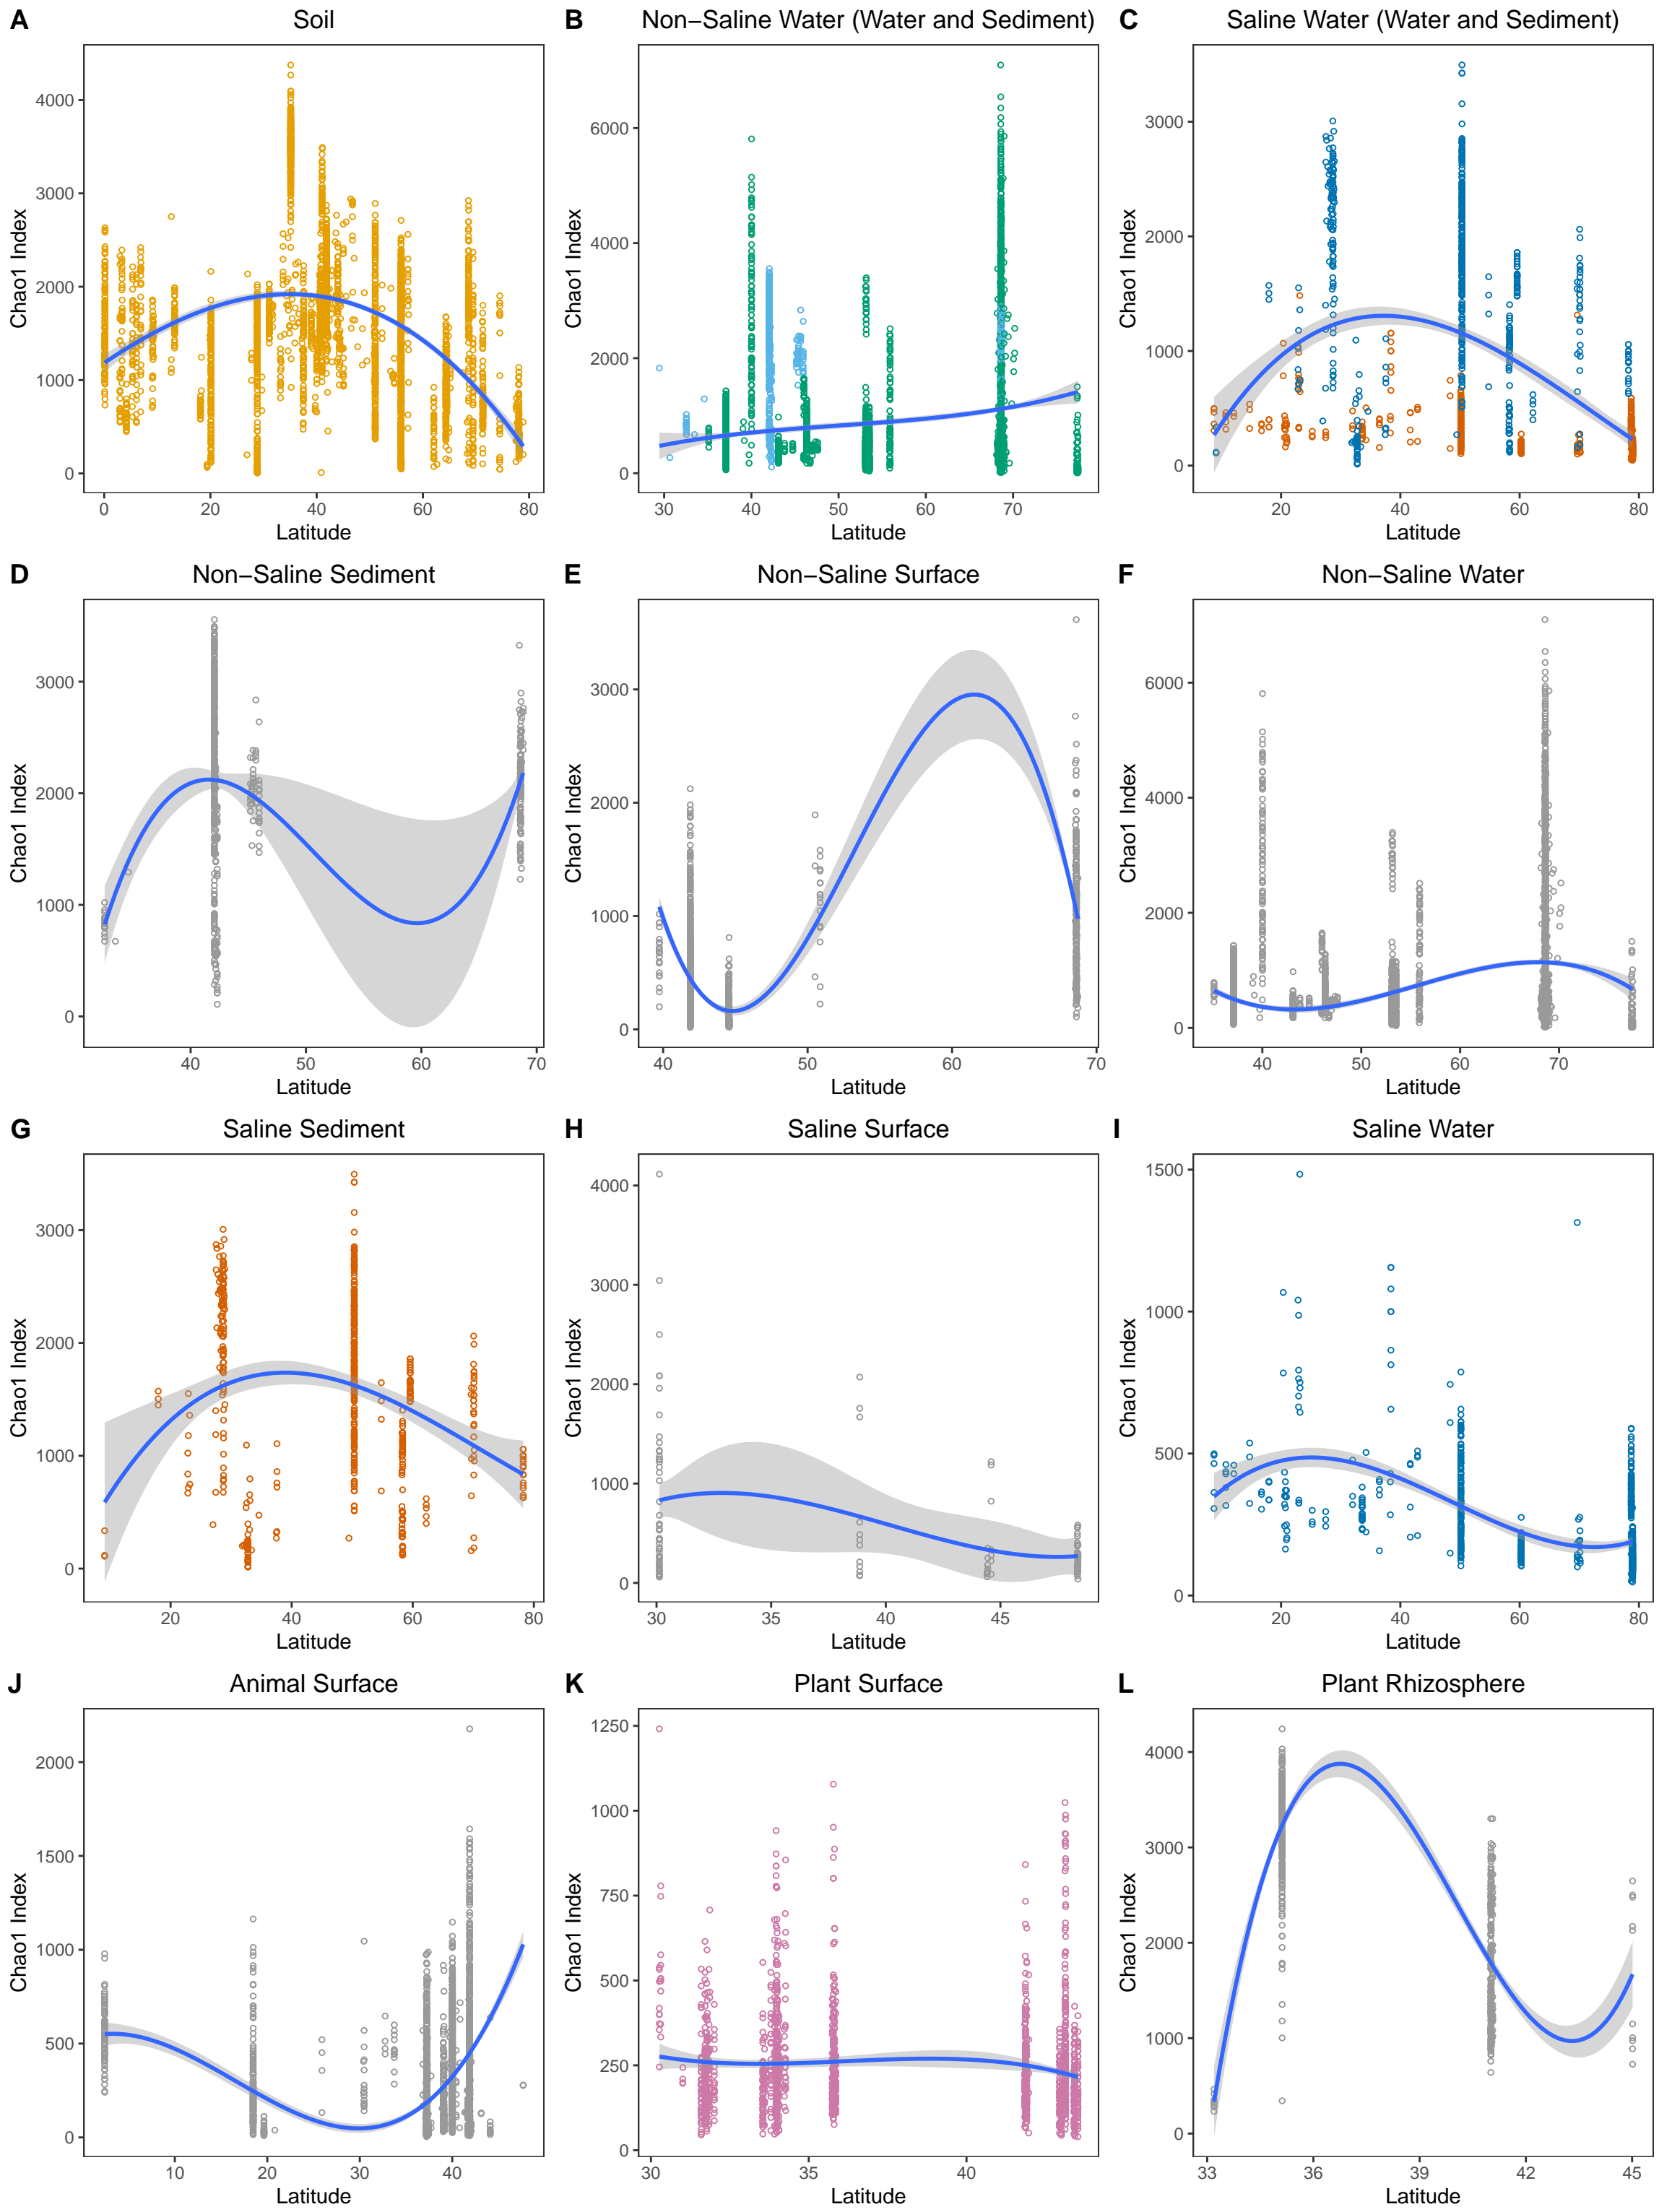 A Soil
B Non−Saline Water (Water and Sediment)
C Saline Water (Water and Sediment)
Chao1 Index
4000
3000
2000
1000
0
0 20 40 60 80
Latitude
Chao1 Index
6000
4000
2000
0
30 40 50 60 70
Latitude
Chao1 Index
3000
2000
1000
0
20 40 60 80
Latitude
D Non−Saline Sediment
E Non−Saline Surface
F Non−Saline Water
Chao1 Index
3000
2000
1000
0
40 50 60 70
Latitude
Chao1 Index
3000
2000
1000
0
40 50 60 70
Latitude
Chao1 Index
6000
4000
2000
0
40 50 60 70
Latitude
G Saline Sediment
H Saline Surface
I Saline Water
Chao1 Index
3000
2000
1000
0
20 40 60 80
Latitude
Chao1 Index
4000
3000
2000
1000
0
30 35 40 45
Latitude
Chao1 Index
1500
1000
500
0
20 40 60 80
Latitude
J Animal Surface
K Plant Surface
L Plant Rhizosphere
Chao1 Index
2000
1500
1000
500
0
10 20 30 40
Latitude
Chao1 Index
1250
1000
750
500
250
0
30 35 40
Latitude
Chao1 Index
4000
3000
2000
1000
0
33 36 39 42 45
Latitude